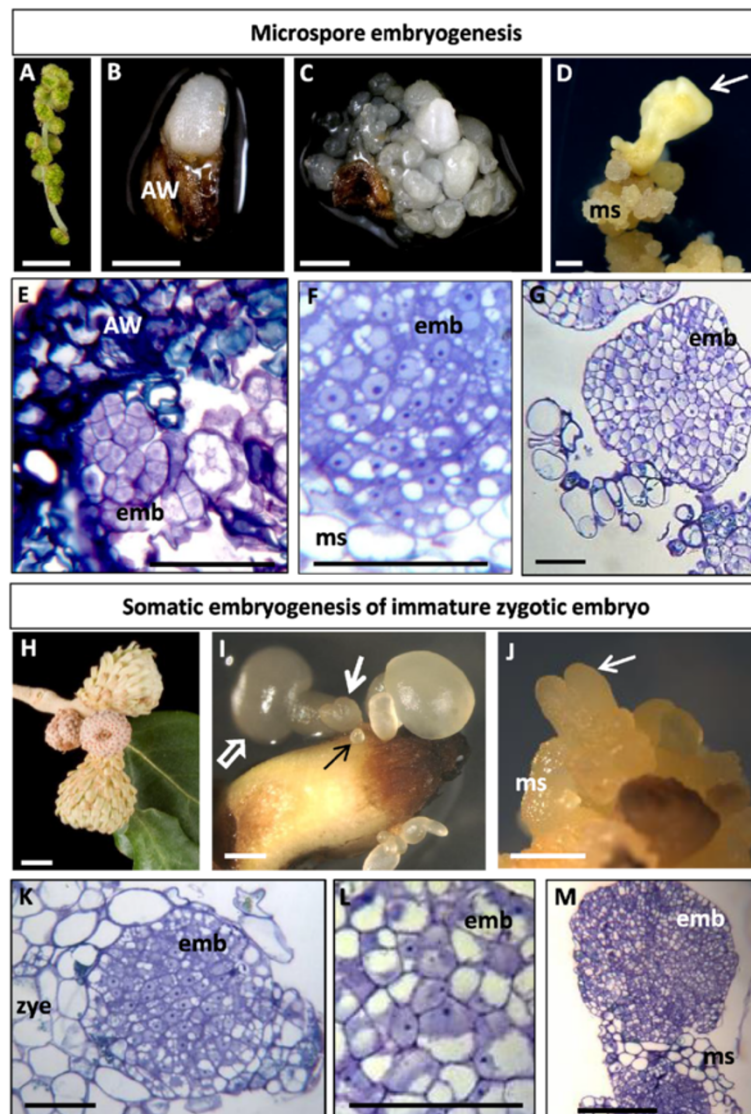 Microspore embryogenesis
A
B
AW
C
D
ms
E
AW
emb
F
emb
ms
G
emb
Somatic embryogenesis of immature zygotic embryo
H
I
J
ms
K
emb
zye
L
emb
M
emb
ms